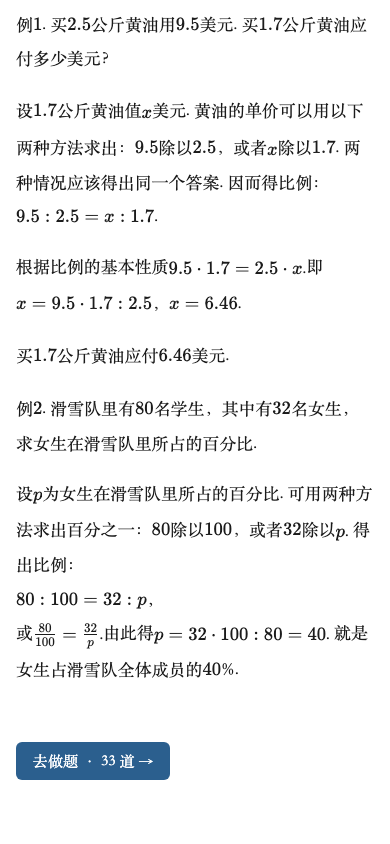 例1. 买2.5公斤黄油用9.5美元. 买1.7公斤黄油应
付多少美元?
设1.7公斤黄油值x美元. 黄油的单价可以用以下
两种方法求出：9.5除以2.5，或者x除以1.7. 两
种情况应该得出同一个答案. 因而得比例：
9.5 : 2.5 = x : 1.7.
根据比例的基本性质9.5 · 1.7 = 2.5 · x.即
x = 9.5 · 1.7 : 2.5，x = 6.46.
买1.7公斤黄油应付6.46美元.
例2. 滑雪队里有80名学生，其中有32名女生，
求女生在滑雪队里所占的百分比.
设p为女生在滑雪队里所占的百分比. 可用两种方
法求出百分之一：80除以100，或者32除以p. 得
出比例：
80 : 100 = 32 : p，
或80/100 = 32/p.由此得p = 32 · 100 : 80 = 40. 就是
女生占滑雪队全体成员的40%.
去做题 · 33 道 →